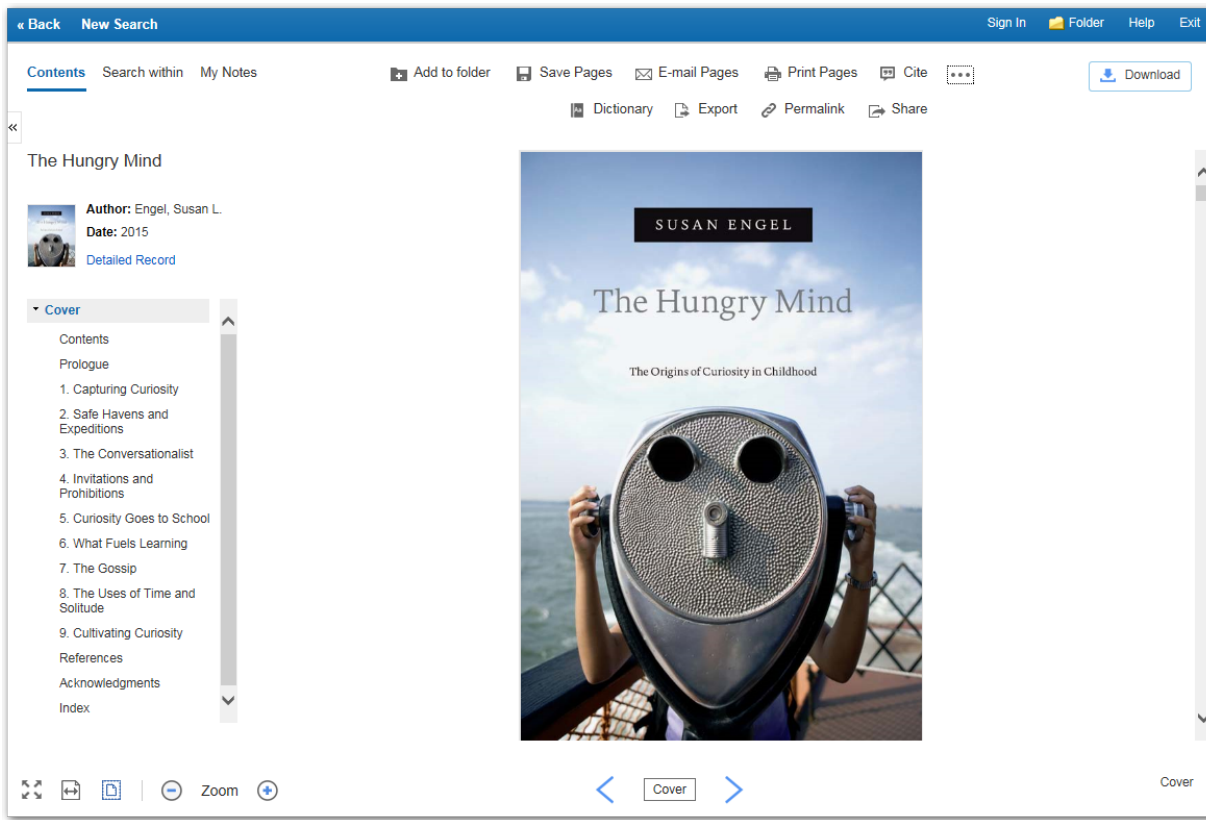 « Back New Search Sign In Folder Help Exit
Contents Search within My Notes Add to folder Save Pages E-mail Pages Print Pages Cite Download
Dictionary Export Permalink Share
«
The Hungry Mind
Author: Engel, Susan L.
Date: 2015
Detailed Record
Cover
Contents
Prologue
1. Capturing Curiosity
2. Safe Havens and
Expeditions
3. The Conversationalist
4. Invitations and
Prohibitions
5. Curiosity Goes to School
6. What Fuels Learning
7. The Gossip
8. The Uses of Time and
Solitude
9. Cultivating Curiosity
References
Acknowledgments
Index
SUSAN ENGEL
The Hungry Mind
The Origins of Curiosity in Childhood
Zoom Cover Cover